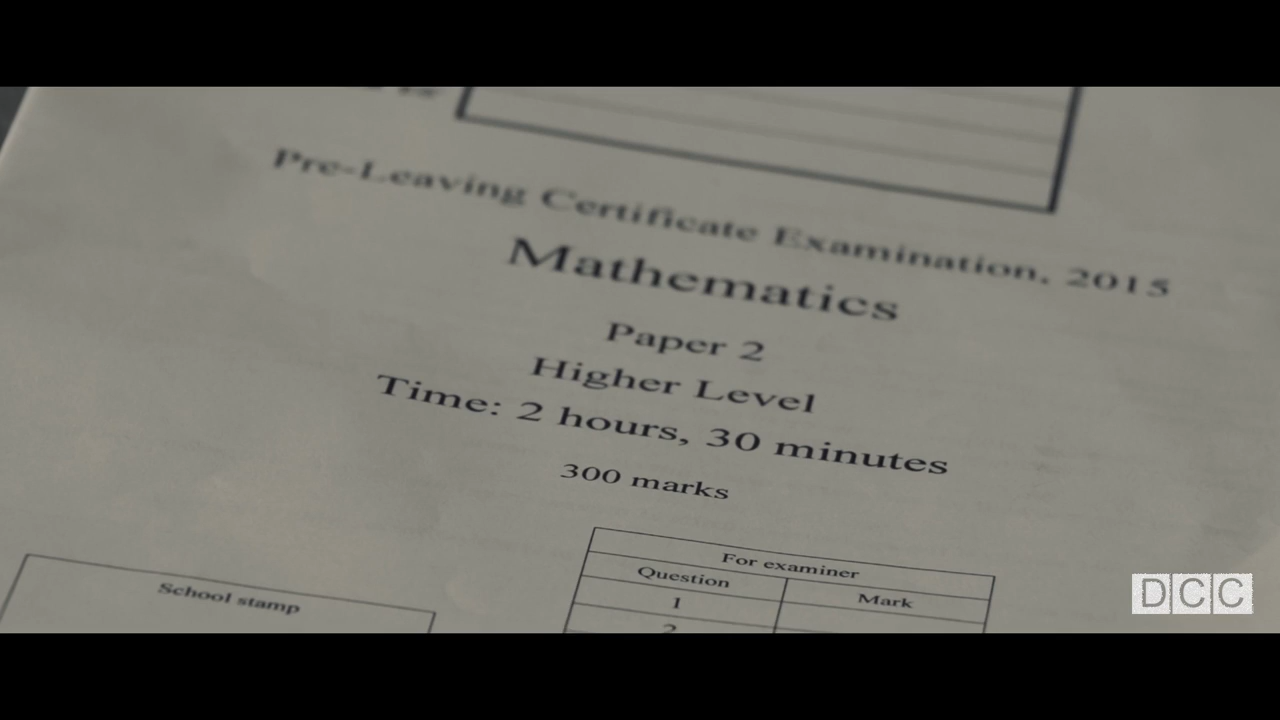 Pre-Leaving Certificate Examination, 2015
Mathematics
Paper 2
Higher Level
Time: 2 hours, 30 minutes
300 marks
For examiner
Question Mark
1
2
School stamp
DCC